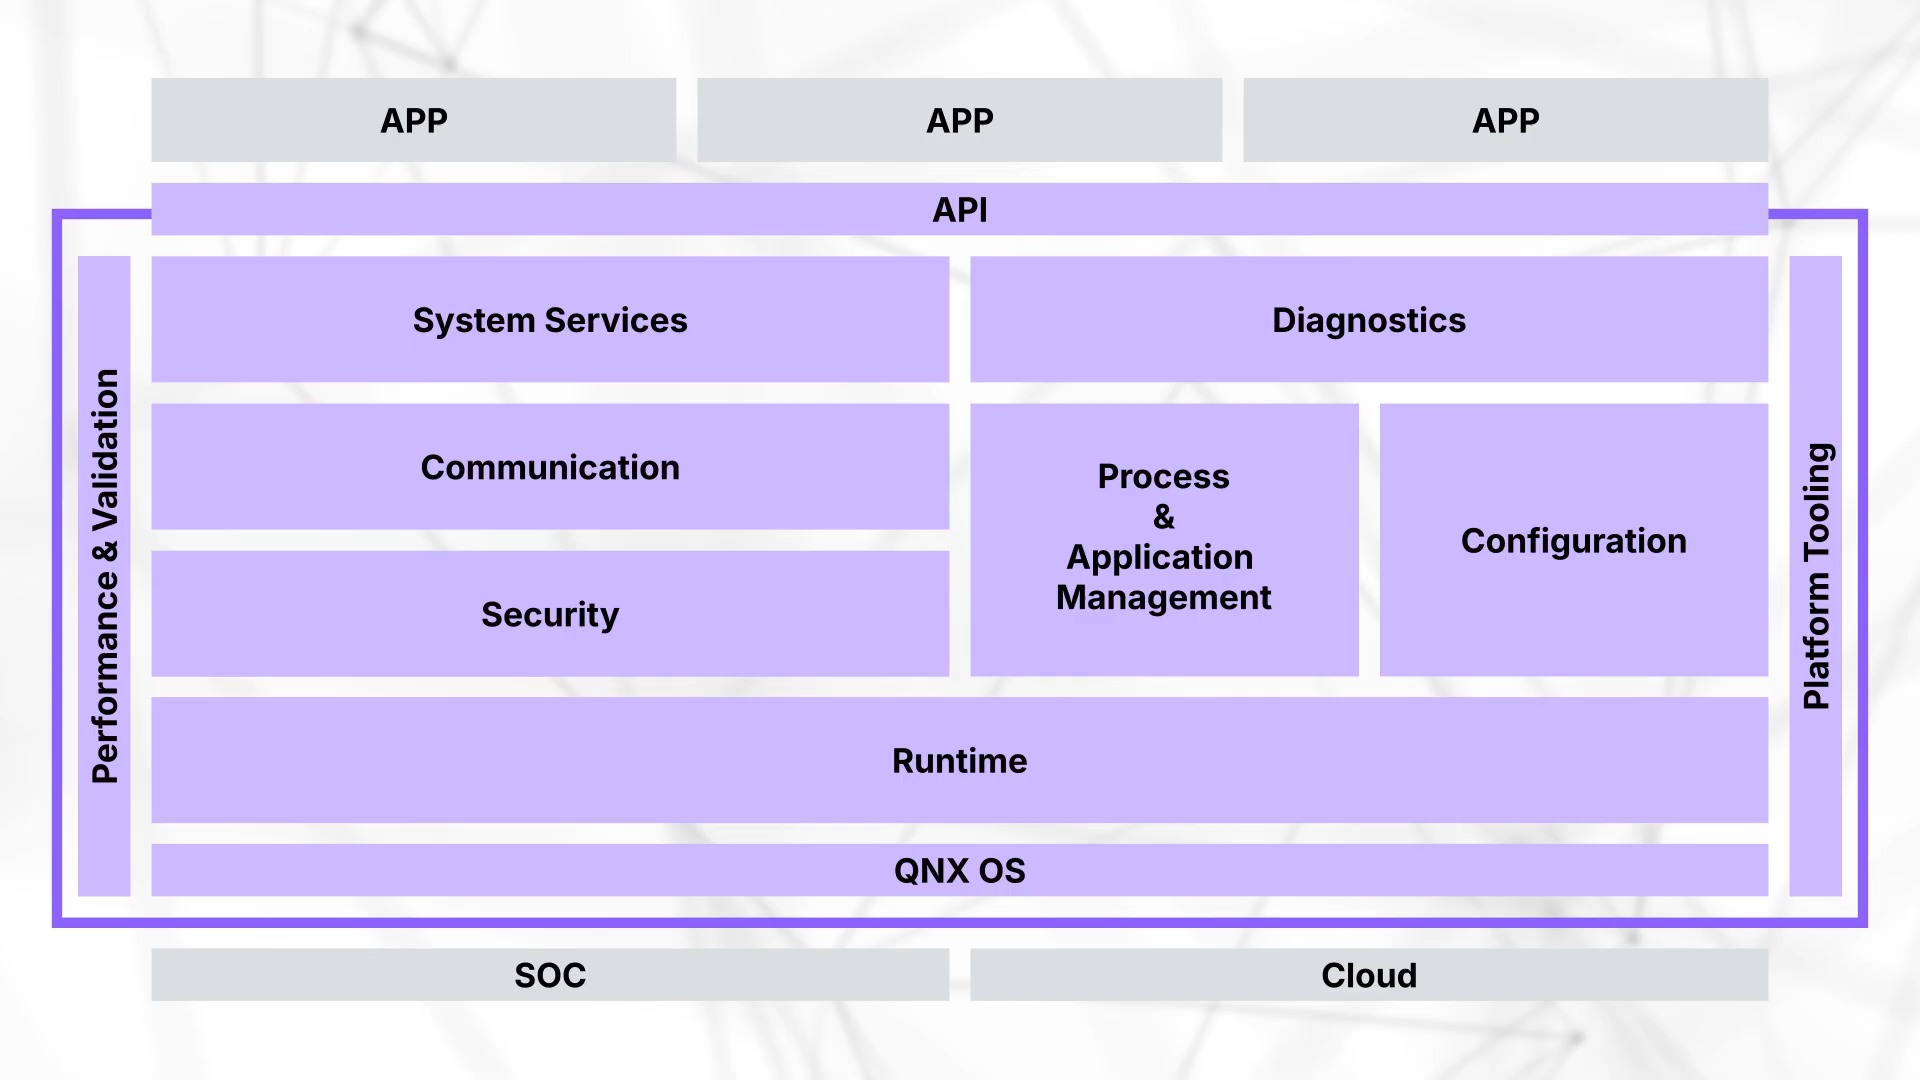 APP
APP
APP
API
Performance & Validation
System Services
Diagnostics
Communication
Process
&
Application
Management
Configuration
Security
Platform Tooling
Runtime
QNX OS
SOC
Cloud